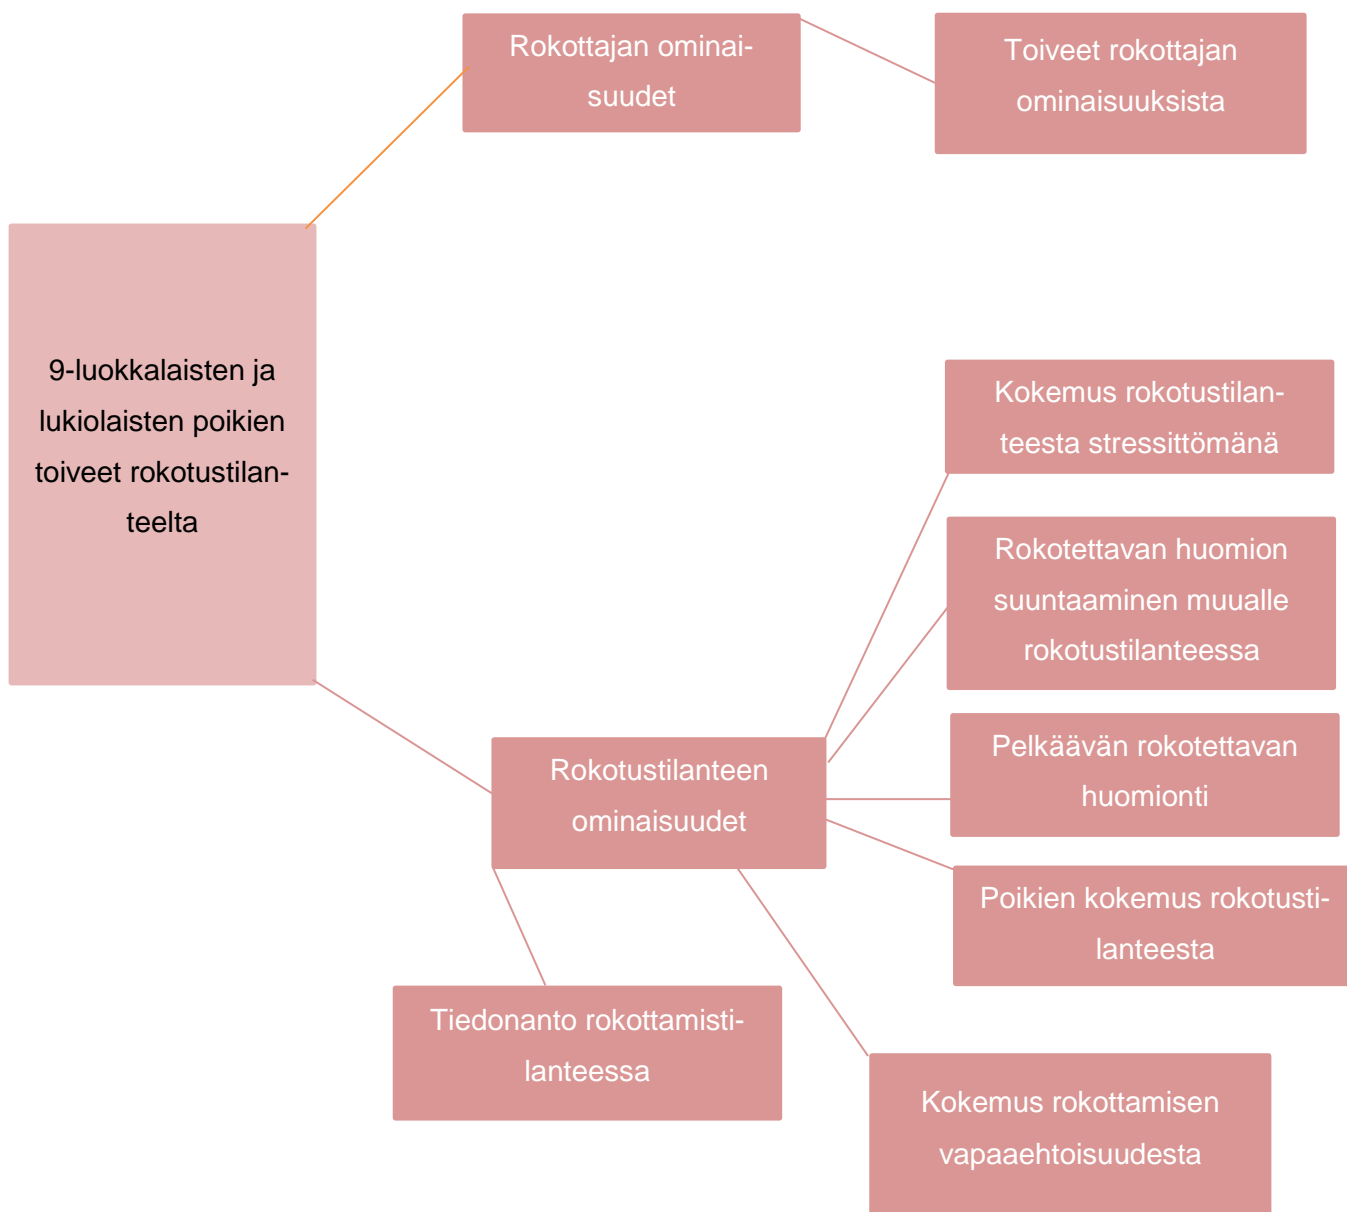 Rokottajan ominai-
suudet
Toiveet rokottajan
ominaisuuksista
9-luokkalaisten ja
lukiolaisten poikien
toiveet rokotustilan-
teelta
Kokemus rokotustilan-
teesta stressittömänä
Rokotettavan huomion
suuntaaminen muualle
rokotustilanteessa
Rokotustilanteen
ominaisuudet
Pelkäävän rokotettavan
huomionti
Poikien kokemus rokotusti-
lanteesta
Tiedonanto rokottamisti-
lanteessa
Kokemus rokottamisen
vapaaehtoisuudesta